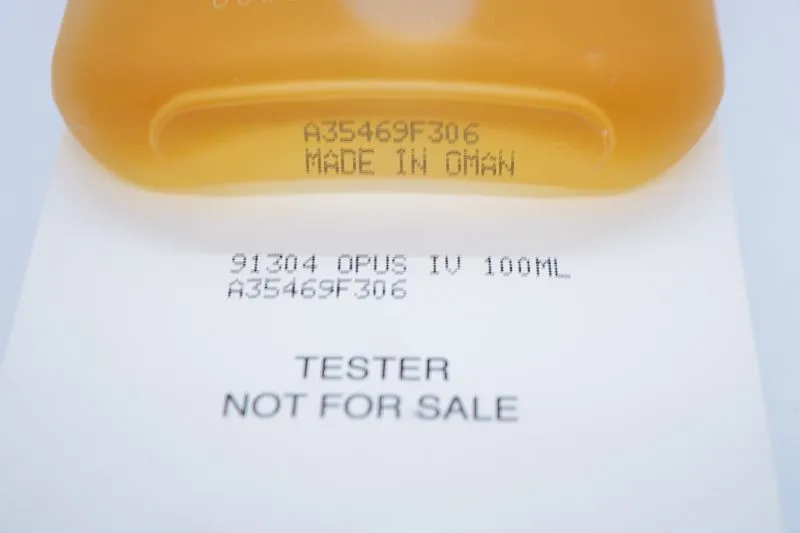 A35469F306
MADE IN OMAN
91304 OPUS IV 100ML
A35469F306
TESTER
NOT FOR SALE